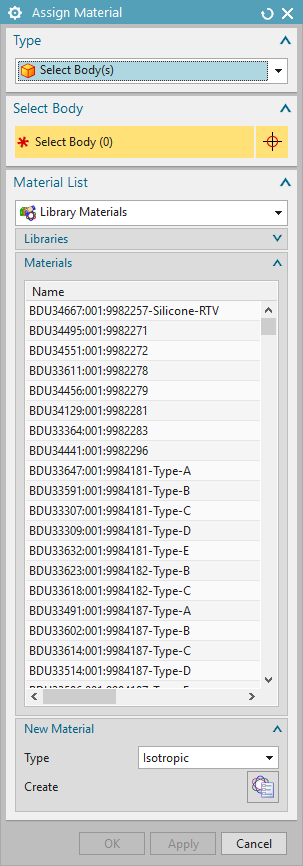 Assign Material
Type
Select Body(s)
Select Body
* Select Body (0)
Material List
Library Materials
Libraries
Materials
Name
BDU34667:001:9982257-Silicone-RTV
BDU34495:001:9982271
BDU34551:001:9982272
BDU33611:001:9982278
BDU34456:001:9982279
BDU34129:001:9982281
BDU33364:001:9982283
BDU34441:001:9982296
BDU33647:001:9984181-Type-A
BDU33591:001:9984181-Type-B
BDU33307:001:9984181-Type-C
BDU33309:001:9984181-Type-D
BDU33632:001:9984181-Type-E
BDU33623:001:9984182-Type-B
BDU33618:001:9984182-Type-C
BDU33491:001:9984187-Type-A
BDU33602:001:9984187-Type-B
BDU33614:001:9984187-Type-C
BDU33514:001:9984187-Type-D
New Material
Type
Isotropic
Create
OK
Apply
Cancel